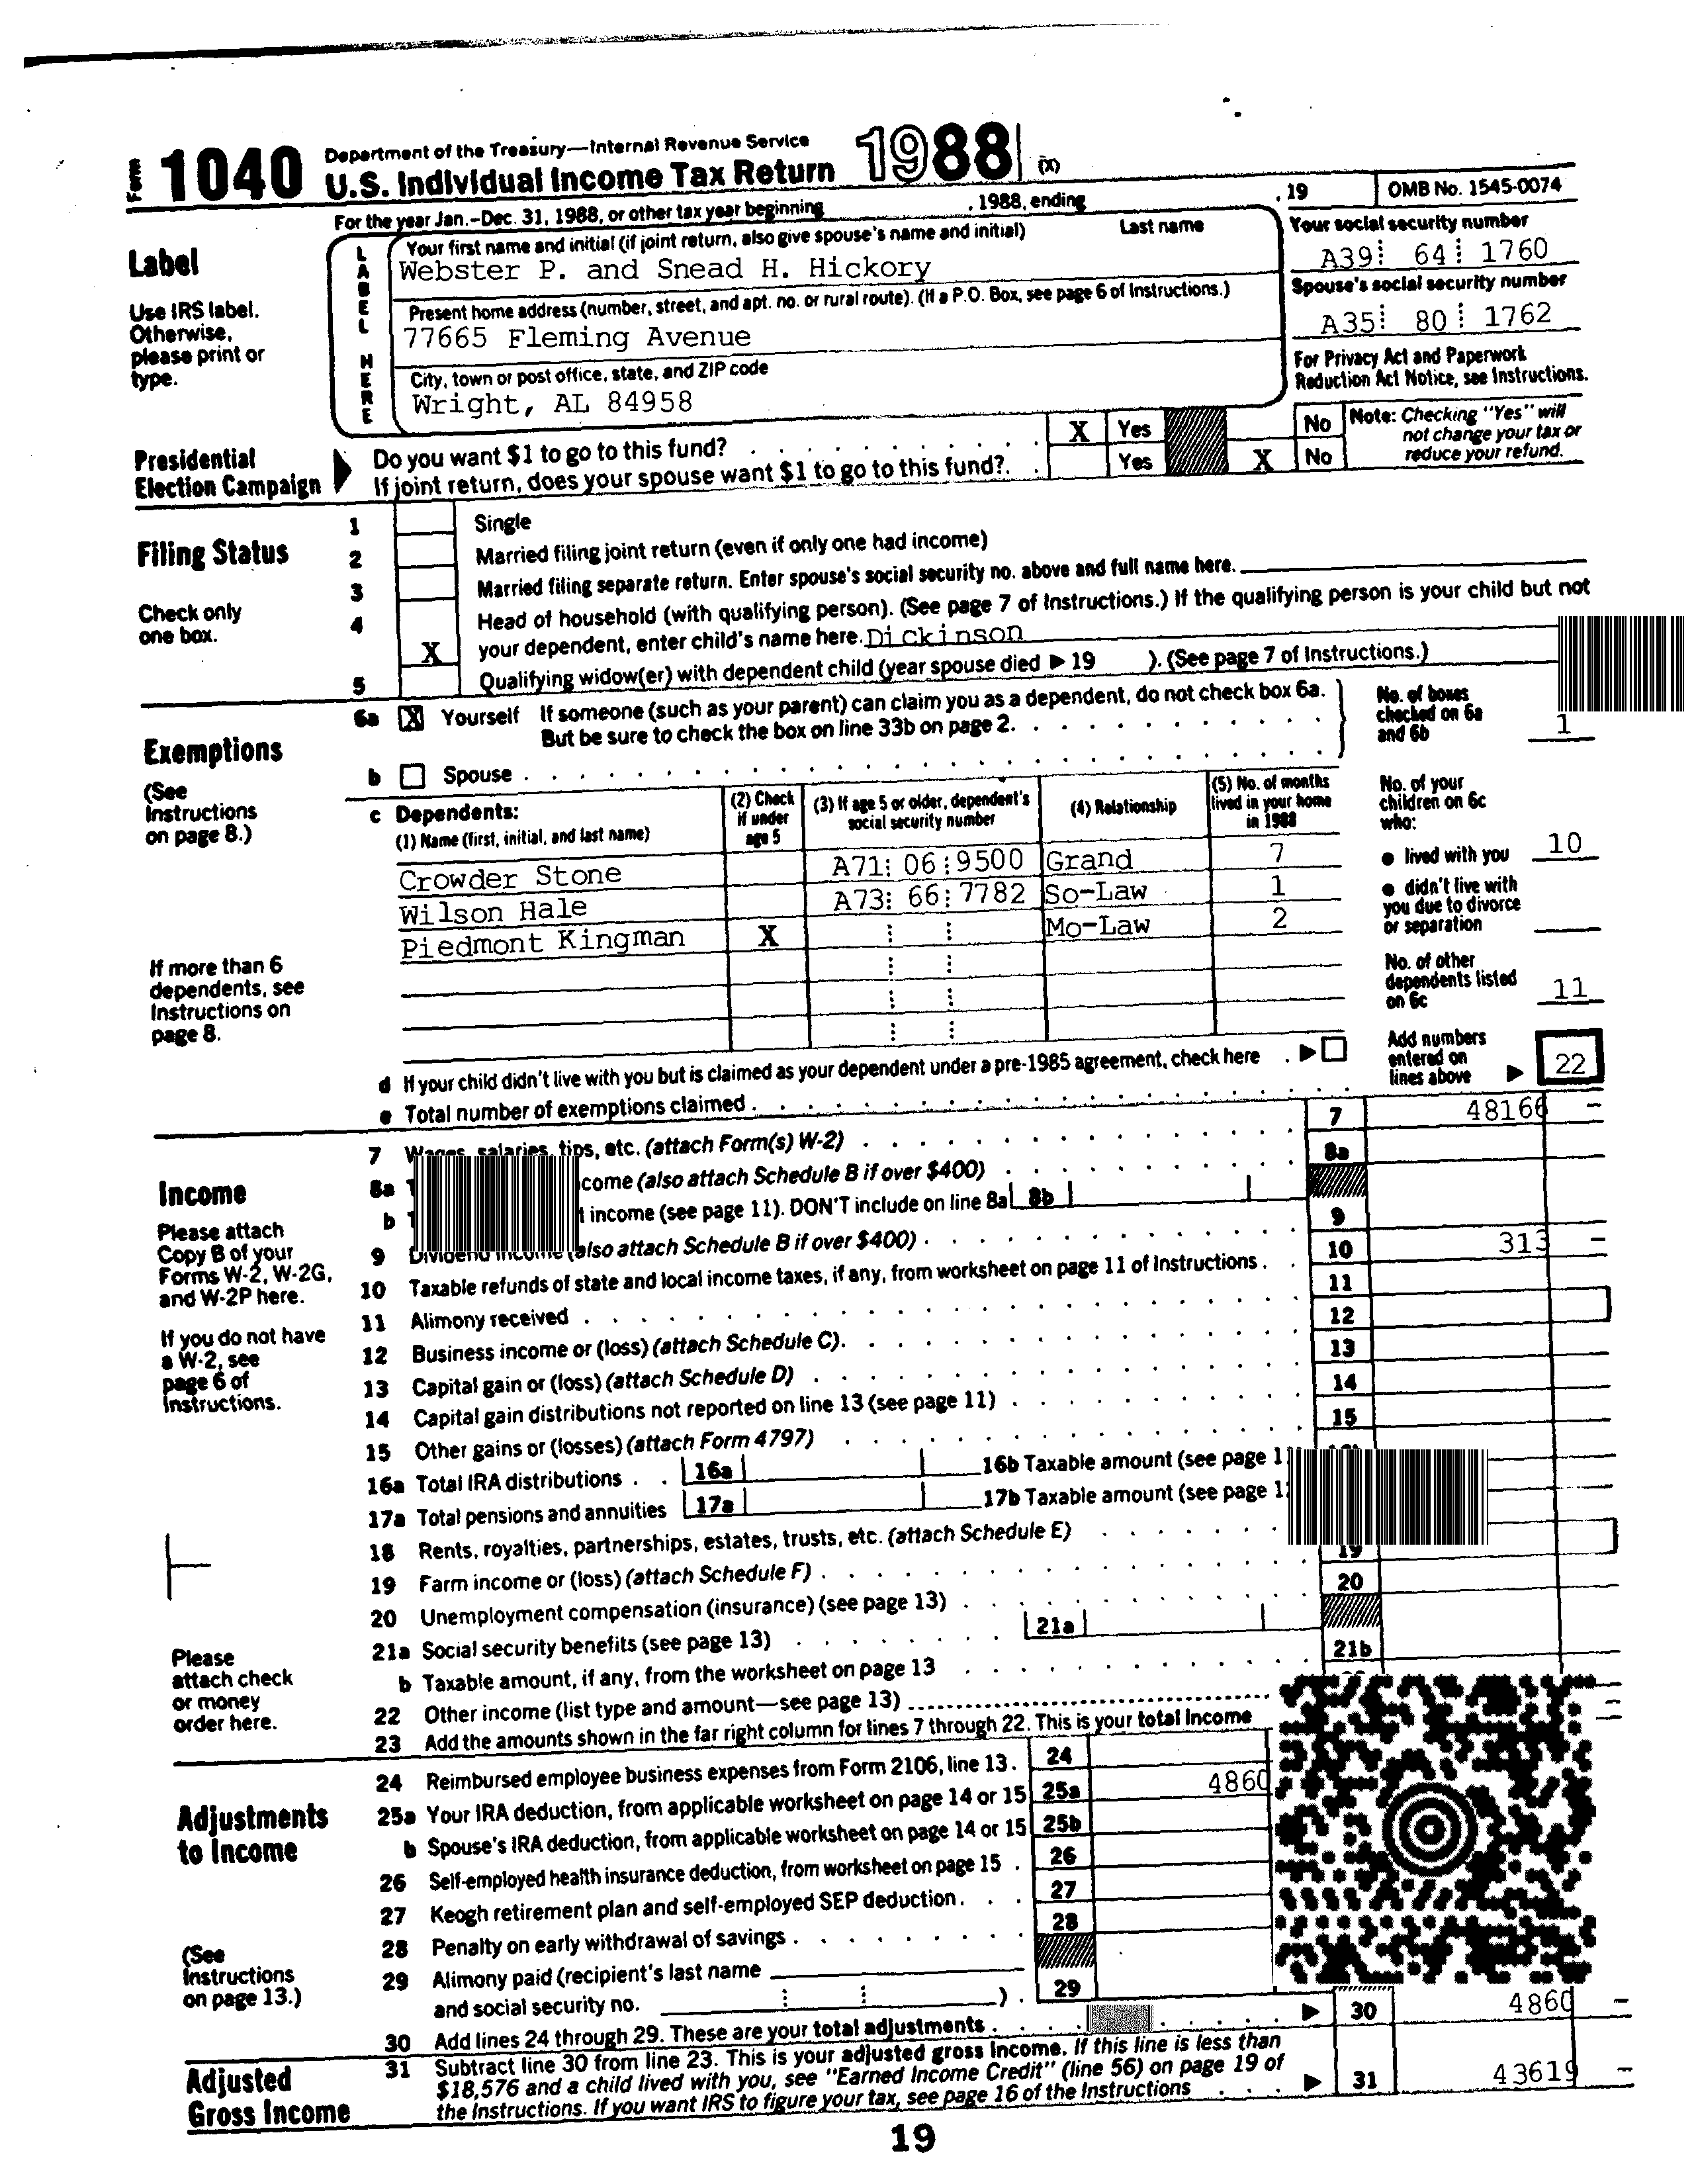 Form 1040 Department of the Treasury—Internal Revenue Service
U.S. Individual Income Tax Return 1988 (X)
For the year Jan.-Dec. 31, 1988, or other tax year beginning , 1988, ending , 19 OMB No. 1545-0074
Label
Use IRS label.
Otherwise,
please print or
type.
LABEL HERE
Your first name and initial (if joint return, also give spouse's name and initial) Last name
Webster P. and Snead H. Hickory
Present home address (number, street, and apt. no. or rural route). (If a P.O. Box, see page 6 of Instructions.)
77665 Fleming Avenue
City, town or post office, state, and ZIP code
Wright, AL 84958
Your social security number
A39 64 1760
Spouse's social security number
A35 80 1762
For Privacy Act and Paperwork
Reduction Act Notice, see Instructions.
Presidential
Election Campaign
Do you want $1 to go to this fund? X Yes No
If joint return, does your spouse want $1 to go to this fund? Yes X No
Note: Checking "Yes" will
not change your tax or
reduce your refund.
Filing Status
Check only
one box.
1 Single
2 Married filing joint return (even if only one had income)
3 Married filing separate return. Enter spouse's social security no. above and full name here.
4 Head of household (with qualifying person). (See page 7 of Instructions.) If the qualifying person is your child but not
X your dependent, enter child's name here. Dickinson
5 Qualifying widow(er) with dependent child (year spouse died ▶ 19 ). (See page 7 of Instructions.)
Exemptions
(See
Instructions
on page 8.)
If more than 6
dependents, see
Instructions on
page 8.
6a X Yourself If someone (such as your parent) can claim you as a dependent, do not check box 6a.
But be sure to check the box on line 33b on page 2.
b Spouse
No. of boxes
checked on 6a
and 6b 1
c Dependents:
(1) Name (first, initial, and last name)
(2) Check
if under
age 5
(3) If age 5 or older, dependent's
social security number
(4) Relationship
(5) No. of months
lived in your home
in 1988
Crowder Stone A71 06 9500 Grand 7
Wilson Hale A73 66 7782 So-Law 1
Piedmont Kingman X Mo-Law 2
No. of your
children on 6c
who:
● lived with you 10
● didn't live with
you due to divorce
or separation
No. of other
dependents listed
on 6c 11
Add numbers
entered on
lines above ▶ 22
d If your child didn't live with you but is claimed as your dependent under a pre-1985 agreement, check here ▶
e Total number of exemptions claimed
Income
Please attach
Copy B of your
Forms W-2, W-2G,
and W-2P here.
If you do not have
a W-2, see
page 6 of
Instructions.
Please
attach check
or money
order here.
7 Wages, salaries, tips, etc. (attach Form(s) W-2) 7 48166 -
8a come (also attach Schedule B if over $400) 8a
b income (see page 11). DON'T include on line 8a 8b
9 Dividend income (also attach Schedule B if over $400) 9
10 Taxable refunds of state and local income taxes, if any, from worksheet on page 11 of Instructions 10 313 -
11 Alimony received 11
12 Business income or (loss) (attach Schedule C) 12
13 Capital gain or (loss) (attach Schedule D) 13
14 Capital gain distributions not reported on line 13 (see page 11) 14
15 Other gains or (losses) (attach Form 4797) 15
16a Total IRA distributions 16a 16b Taxable amount (see page 1
17a Total pensions and annuities 17a 17b Taxable amount (see page 1
18 Rents, royalties, partnerships, estates, trusts, etc. (attach Schedule E)
19 Farm income or (loss) (attach Schedule F) 19
20 Unemployment compensation (insurance) (see page 13) 20
21a Social security benefits (see page 13) 21a
b Taxable amount, if any, from the worksheet on page 13 21b
22 Other income (list type and amount—see page 13)
23 Add the amounts shown in the far right column for lines 7 through 22. This is your total income
Adjustments
to Income
(See
Instructions
on page 13.)
24 Reimbursed employee business expenses from Form 2106, line 13. 24
25a Your IRA deduction, from applicable worksheet on page 14 or 15 25a 4860
b Spouse's IRA deduction, from applicable worksheet on page 14 or 15 25b
26 Self-employed health insurance deduction, from worksheet on page 15 26
27 Keogh retirement plan and self-employed SEP deduction 27
28 Penalty on early withdrawal of savings 28
29 Alimony paid (recipient's last name
and social security no. ) 29
30 Add lines 24 through 29. These are your total adjustments ▶ 30 4860 -
Adjusted
Gross Income
31 Subtract line 30 from line 23. This is your adjusted gross income. If this line is less than
$18,576 and a child lived with you, see "Earned Income Credit" (line 56) on page 19 of
the Instructions. If you want IRS to figure your tax, see page 16 of the Instructions ▶ 31 43619 -
19